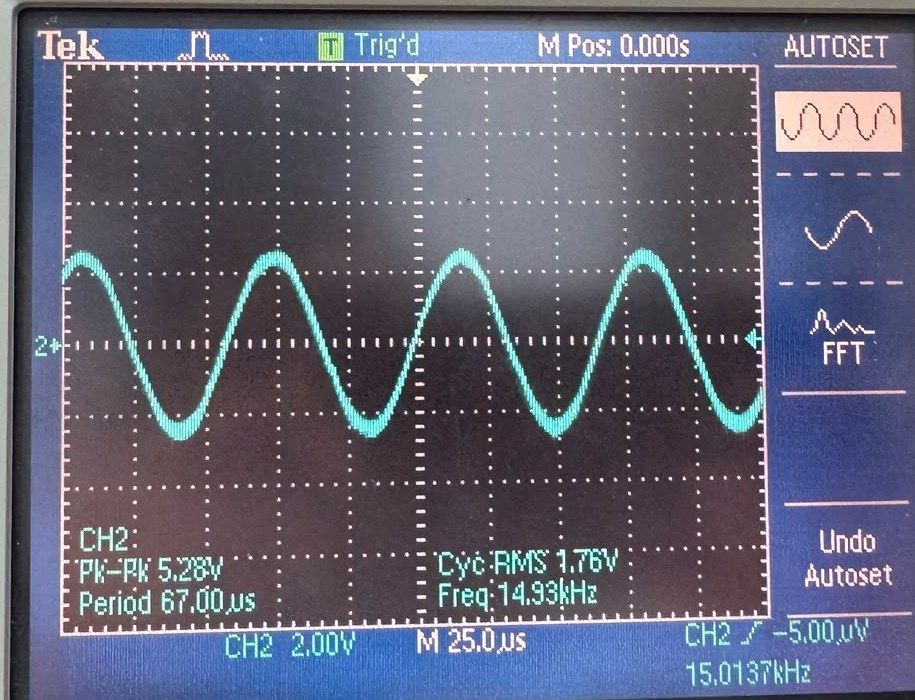 Tek
T Trig'd
M Pos: 0.000s
AUTOSET
2
FFT
CH2
Pk-Pk 5.28V
Period 67.00µs
Cyc RMS 1.76V
Freq 14.93kHz
Undo
Autoset
CH2 2.00V
M 25.0µs
CH2 -5.00µV
15.0137kHz